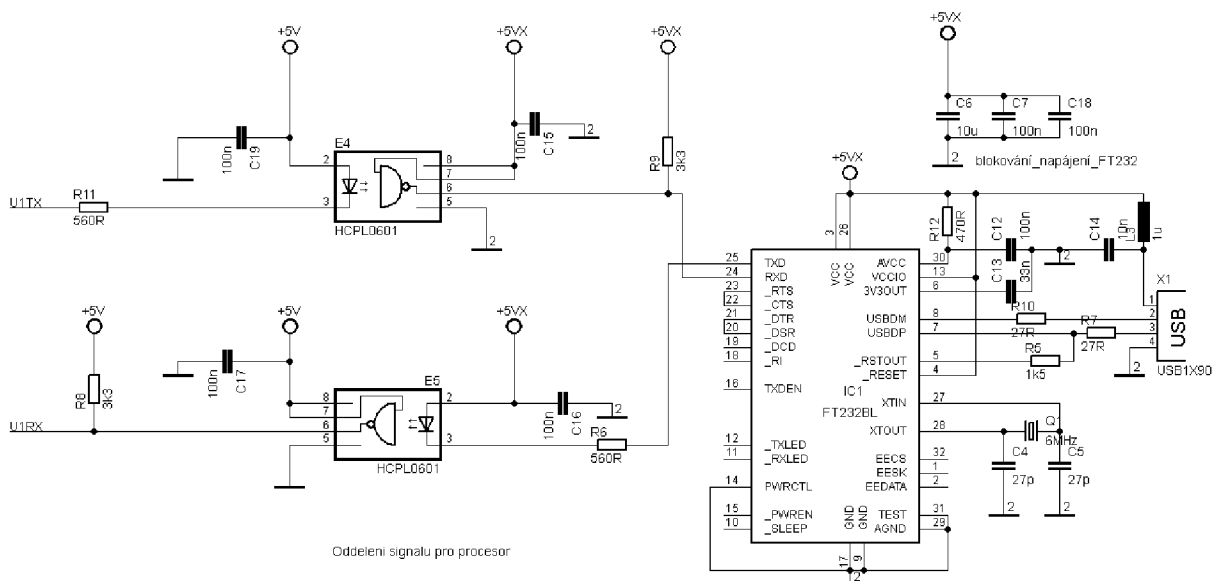 +5V
+5VX
+5VX
+5VX
C6
C7
C18
10u
100n
100n
2
blokování_napájení_FT232
100n
C19
E4
2
3
8
7
6
5
HCPL0601
100n
C15
2
2
R9
3k3
U1TX
R11
560R
+5V
+5V
+5VX
R8
3k3
100n
C17
E5
8
7
6
5
2
3
HCPL0601
100n
C16
2
R6
560R
U1RX
+5VX
3
26
VCC
VCC
25 TXD
24 RXD
23 _RTS
22 _CTS
21 _DTR
20 _DSR
19 _DCD
18 _RI
16 TXDEN
12 _TXLED
11 _RXLED
14 PWRCTL
15 _PWREN
10 _SLEEP
AVCC 30
VCCIO 13
3V3OUT 6
USBDM 8
USBDP 7
_RSTOUT 5
_RESET 4
IC1
FT232BL
XTIN 27
XTOUT 28
EECS 32
EESK 1
EEDATA 2
TEST 31
AGND 29
GND
GND
17
9
2
R12
470R
C12
100n
C13
33n
2
C14
10n
L3
1u
R10
27R
R7
27R
R5
1k5
X1
1
2
3
4
USB
USB1X90
2
Q1
6MHz
C4
27p
C5
27p
2
2
Oddeleni signalu pro procesor